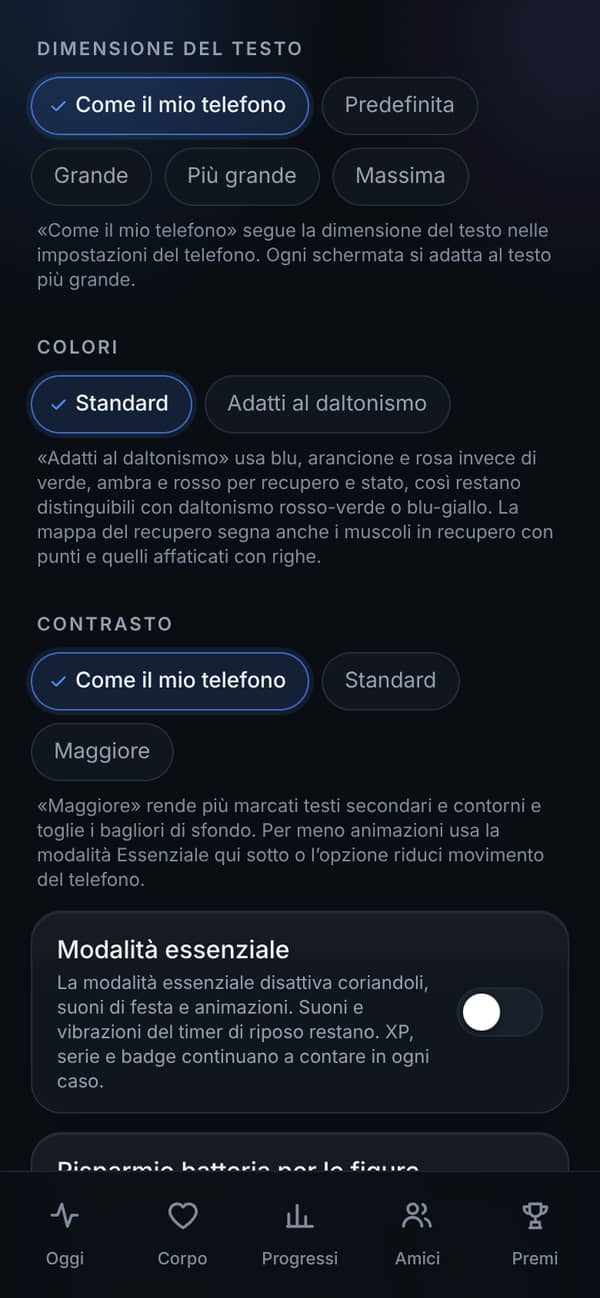 DIMENSIONE DEL TESTO
Come il mio telefono
Predefinita
Grande
Più grande
Massima
«Come il mio telefono» segue la dimensione del testo nelle
impostazioni del telefono. Ogni schermata si adatta al testo
più grande.
COLORI
Standard
Adatti al daltonismo
«Adatti al daltonismo» usa blu, arancione e rosa invece di
verde, ambra e rosso per recupero e stato, così restano
distinguibili con daltonismo rosso-verde o blu-giallo. La
mappa del recupero segna anche i muscoli in recupero con
punti e quelli affaticati con righe.
CONTRASTO
Come il mio telefono
Standard
Maggiore
«Maggiore» rende più marcati testi secondari e contorni e
toglie i bagliori di sfondo. Per meno animazioni usa la
modalità Essenziale qui sotto o l’opzione riduci movimento
del telefono.
Modalità essenziale
La modalità essenziale disattiva coriandoli,
suoni di festa e animazioni. Suoni e
vibrazioni del timer di riposo restano. XP,
serie e badge continuano a contare in ogni
caso.
Risparmio batteria per le figure
Oggi
Corpo
Progressi
Amici
Premi